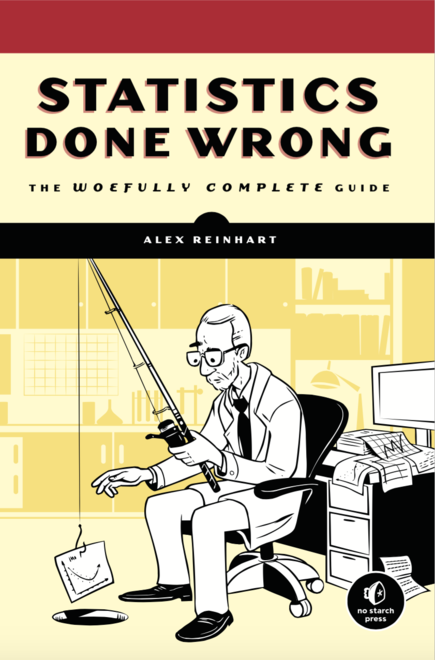 STATISTICS
DONE WRONG
THE WOEFULLY COMPLETE GUIDE
ALEX REINHART
no starch
press